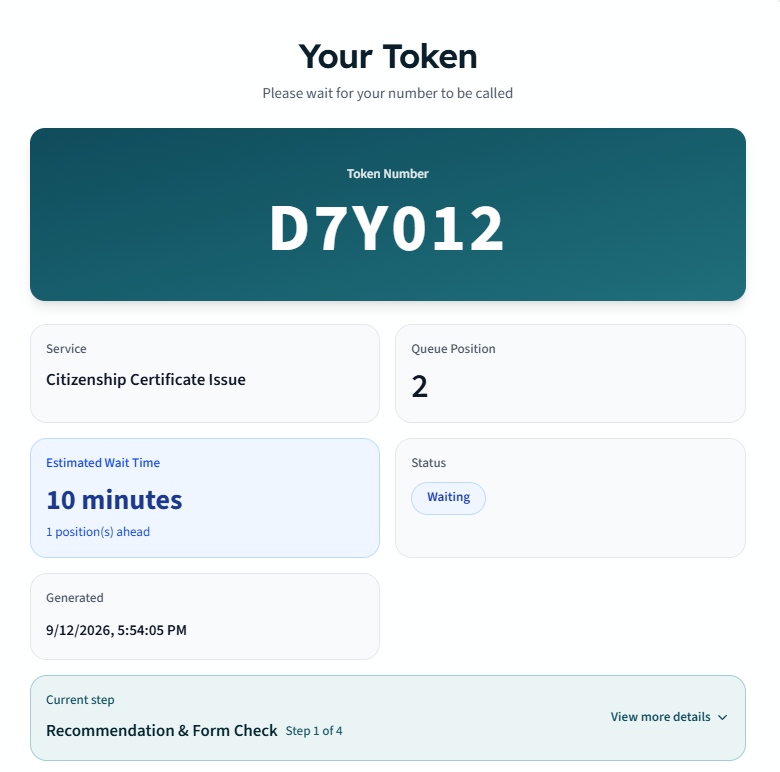 Your Token
Please wait for your number to be called
Token Number
D7Y012
Service
Citizenship Certificate Issue
Queue Position
2
Estimated Wait Time
10 minutes
1 position(s) ahead
Status
Waiting
Generated
9/12/2026, 5:54:05 PM
Current step
Recommendation & Form Check Step 1 of 4
View more details